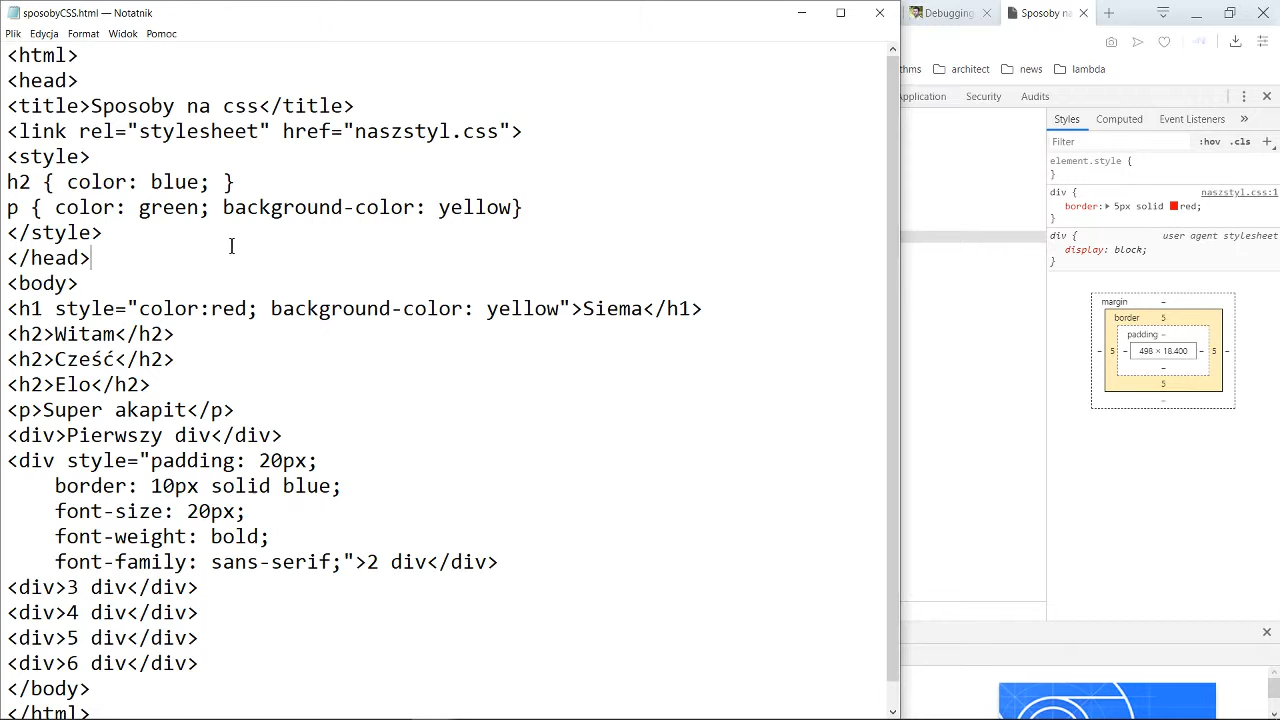 sposobyCSS.html — Notatnik
Plik Edycja Format Widok Pomoc
<html>
<head>
<title>Sposoby na css</title>
<link rel="stylesheet" href="naszstyl.css">
<style>
h2 { color: blue; }
p { color: green; background-color: yellow}
</style>
</head>
<body>
<h1 style="color:red; background-color: yellow">Siema</h1>
<h2>Witam</h2>
<h2>Cześć</h2>
<h2>Elo</h2>
<p>Super akapit</p>
<div>Pierwszy div</div>
<div style="padding: 20px;
border: 10px solid blue;
font-size: 20px;
font-weight: bold;
font-family: sans-serif;">2 div</div>
<div>3 div</div>
<div>4 div</div>
<div>5 div</div>
<div>6 div</div>
</body>
</html>
Debugging Sposoby na
thms architect news lambda
Application Security Audits
Styles Computed Event Listeners »
Filter :hov .cls +
element.style {
}
div { naszstyl.css:1
border: 5px solid red;
}
div { user agent stylesheet
display: block;
}
margin –
border 5
padding –
– 5 – 498 × 18.400 – 5 –
–
5
–